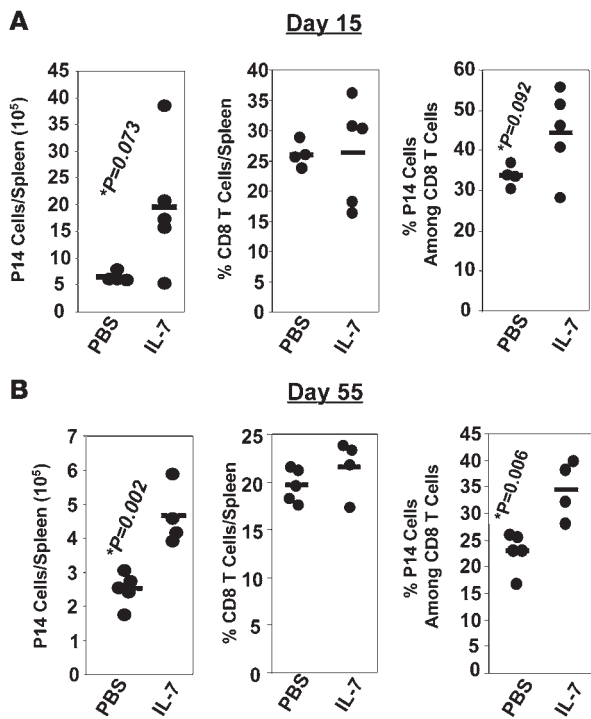 A
Day 15
P14 Cells/Spleen (10⁵)
45
40
35
30
25
20
15
10
5
0
*P=0.073
PBS
IL-7
% CD8 T Cells/Spleen
40
35
30
25
20
15
10
5
0
PBS
IL-7
% P14 Cells
Among CD8 T Cells
60
50
40
30
20
10
0
*P=0.092
PBS
IL-7
B
Day 55
P14 Cells/Spleen (10⁵)
7
6
5
4
3
2
1
0
*P=0.002
PBS
IL-7
% CD8 T Cells/Spleen
25
20
15
10
5
0
PBS
IL-7
% P14 Cells
Among CD8 T Cells
45
40
35
30
25
20
15
10
5
0
*P=0.006
PBS
IL-7